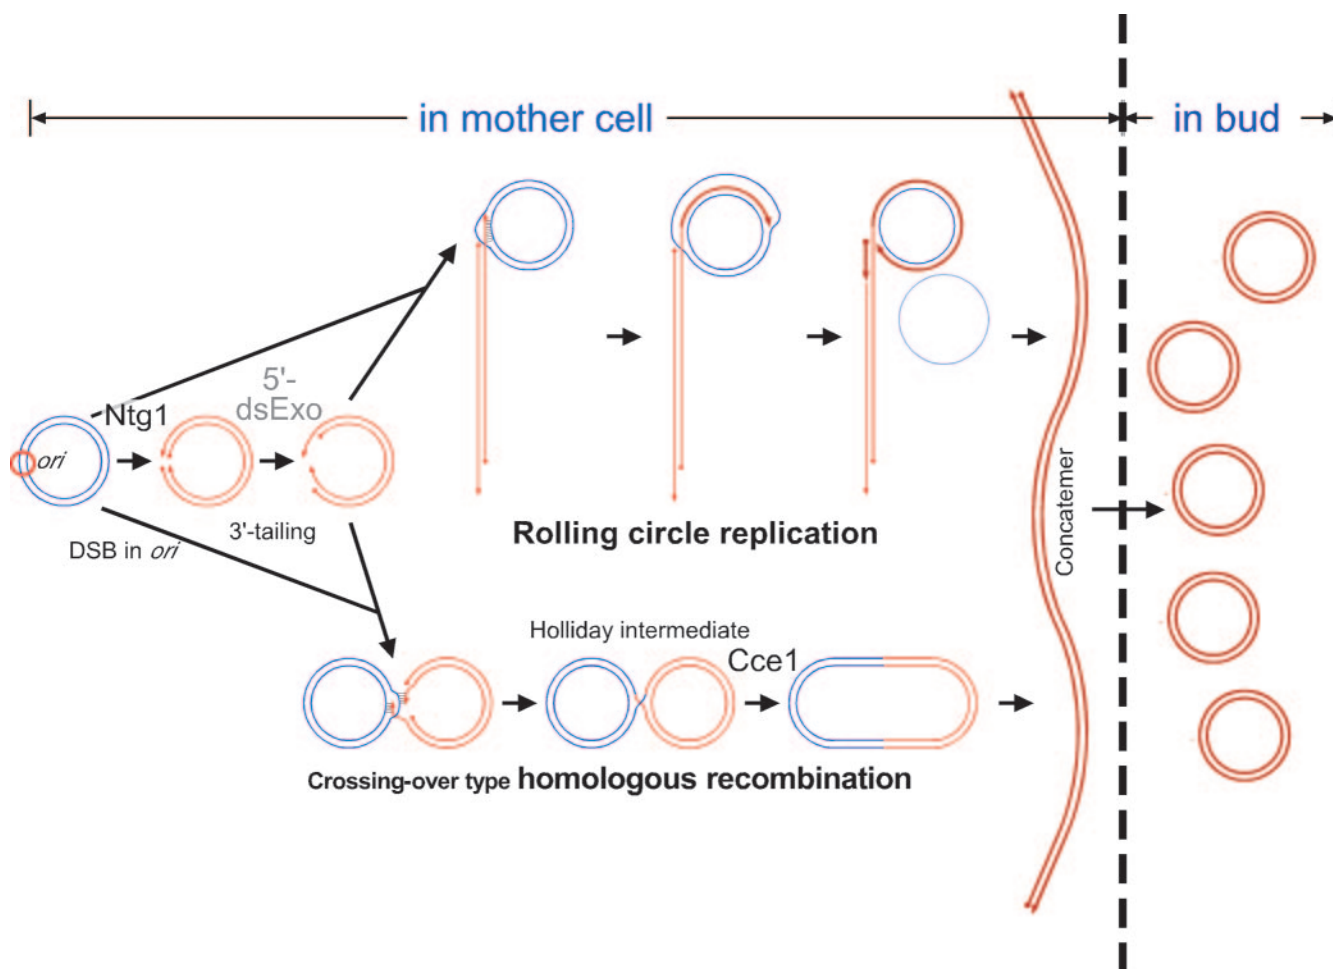 in mother cell
in bud
5'-
dsExo
Ntg1
ori
3'-tailing
DSB in ori
Rolling circle replication
Concatemer
Holliday intermediate
Cce1
Crossing-over type homologous recombination